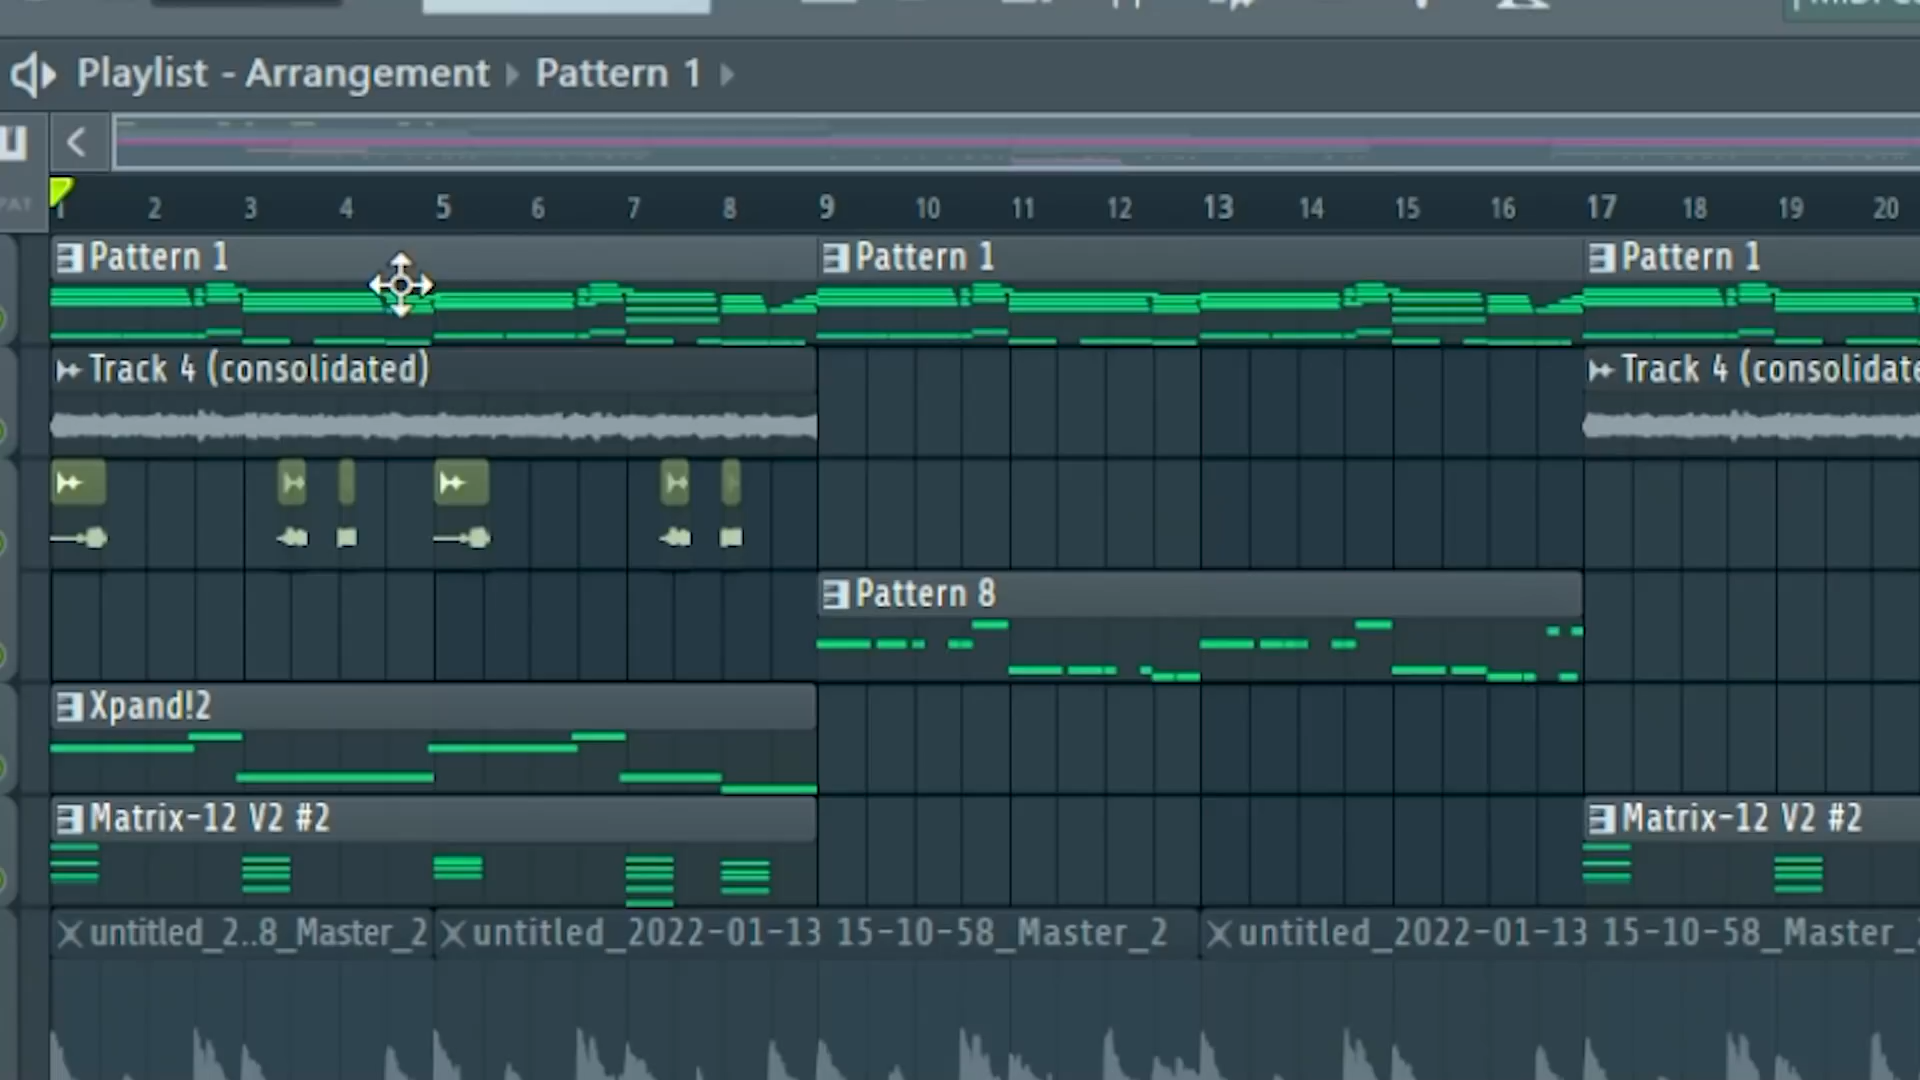 Playlist - Arrangement Pattern 1
1 2 3 4 5 6 7 8 9 10 11 12 13 14 15 16 17 18 19 20
Pattern 1 Pattern 1 Pattern 1
Track 4 (consolidated) Track 4 (consolidate
Pattern 8
Xpand!2
Matrix-12 V2 #2 Matrix-12 V2 #2
untitled_2..8_Master_2 untitled_2022-01-13 15-10-58_Master_2 untitled_2022-01-13 15-10-58_Master_